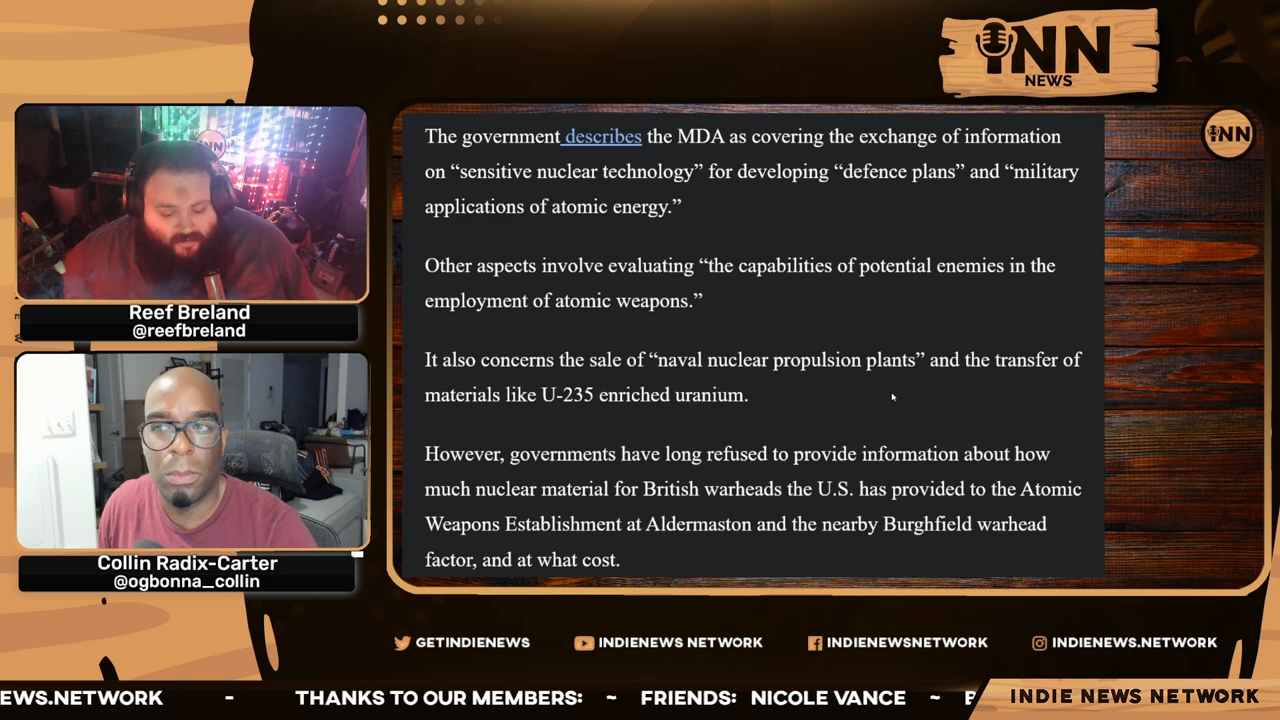 INN
NEWS
INN
The government describes the MDA as covering the exchange of information
on “sensitive nuclear technology” for developing “defence plans” and “military
applications of atomic energy.”
Other aspects involve evaluating “the capabilities of potential enemies in the
employment of atomic weapons.”
It also concerns the sale of “naval nuclear propulsion plants” and the transfer of
materials like U-235 enriched uranium.
However, governments have long refused to provide information about how
much nuclear material for British warheads the U.S. has provided to the Atomic
Weapons Establishment at Aldermaston and the nearby Burghfield warhead
factor, and at what cost.
Reef Breland
@reefbreland
Collin Radix-Carter
@ogbonna_collin
GETINDIENEWS
INDIENEWS NETWORK
INDIENEWSNETWORK
INDIENEWS.NETWORK
EWS.NETWORK - THANKS TO OUR MEMBERS: ~ FRIENDS: NICOLE VANCE ~
INDIE NEWS NETWORK